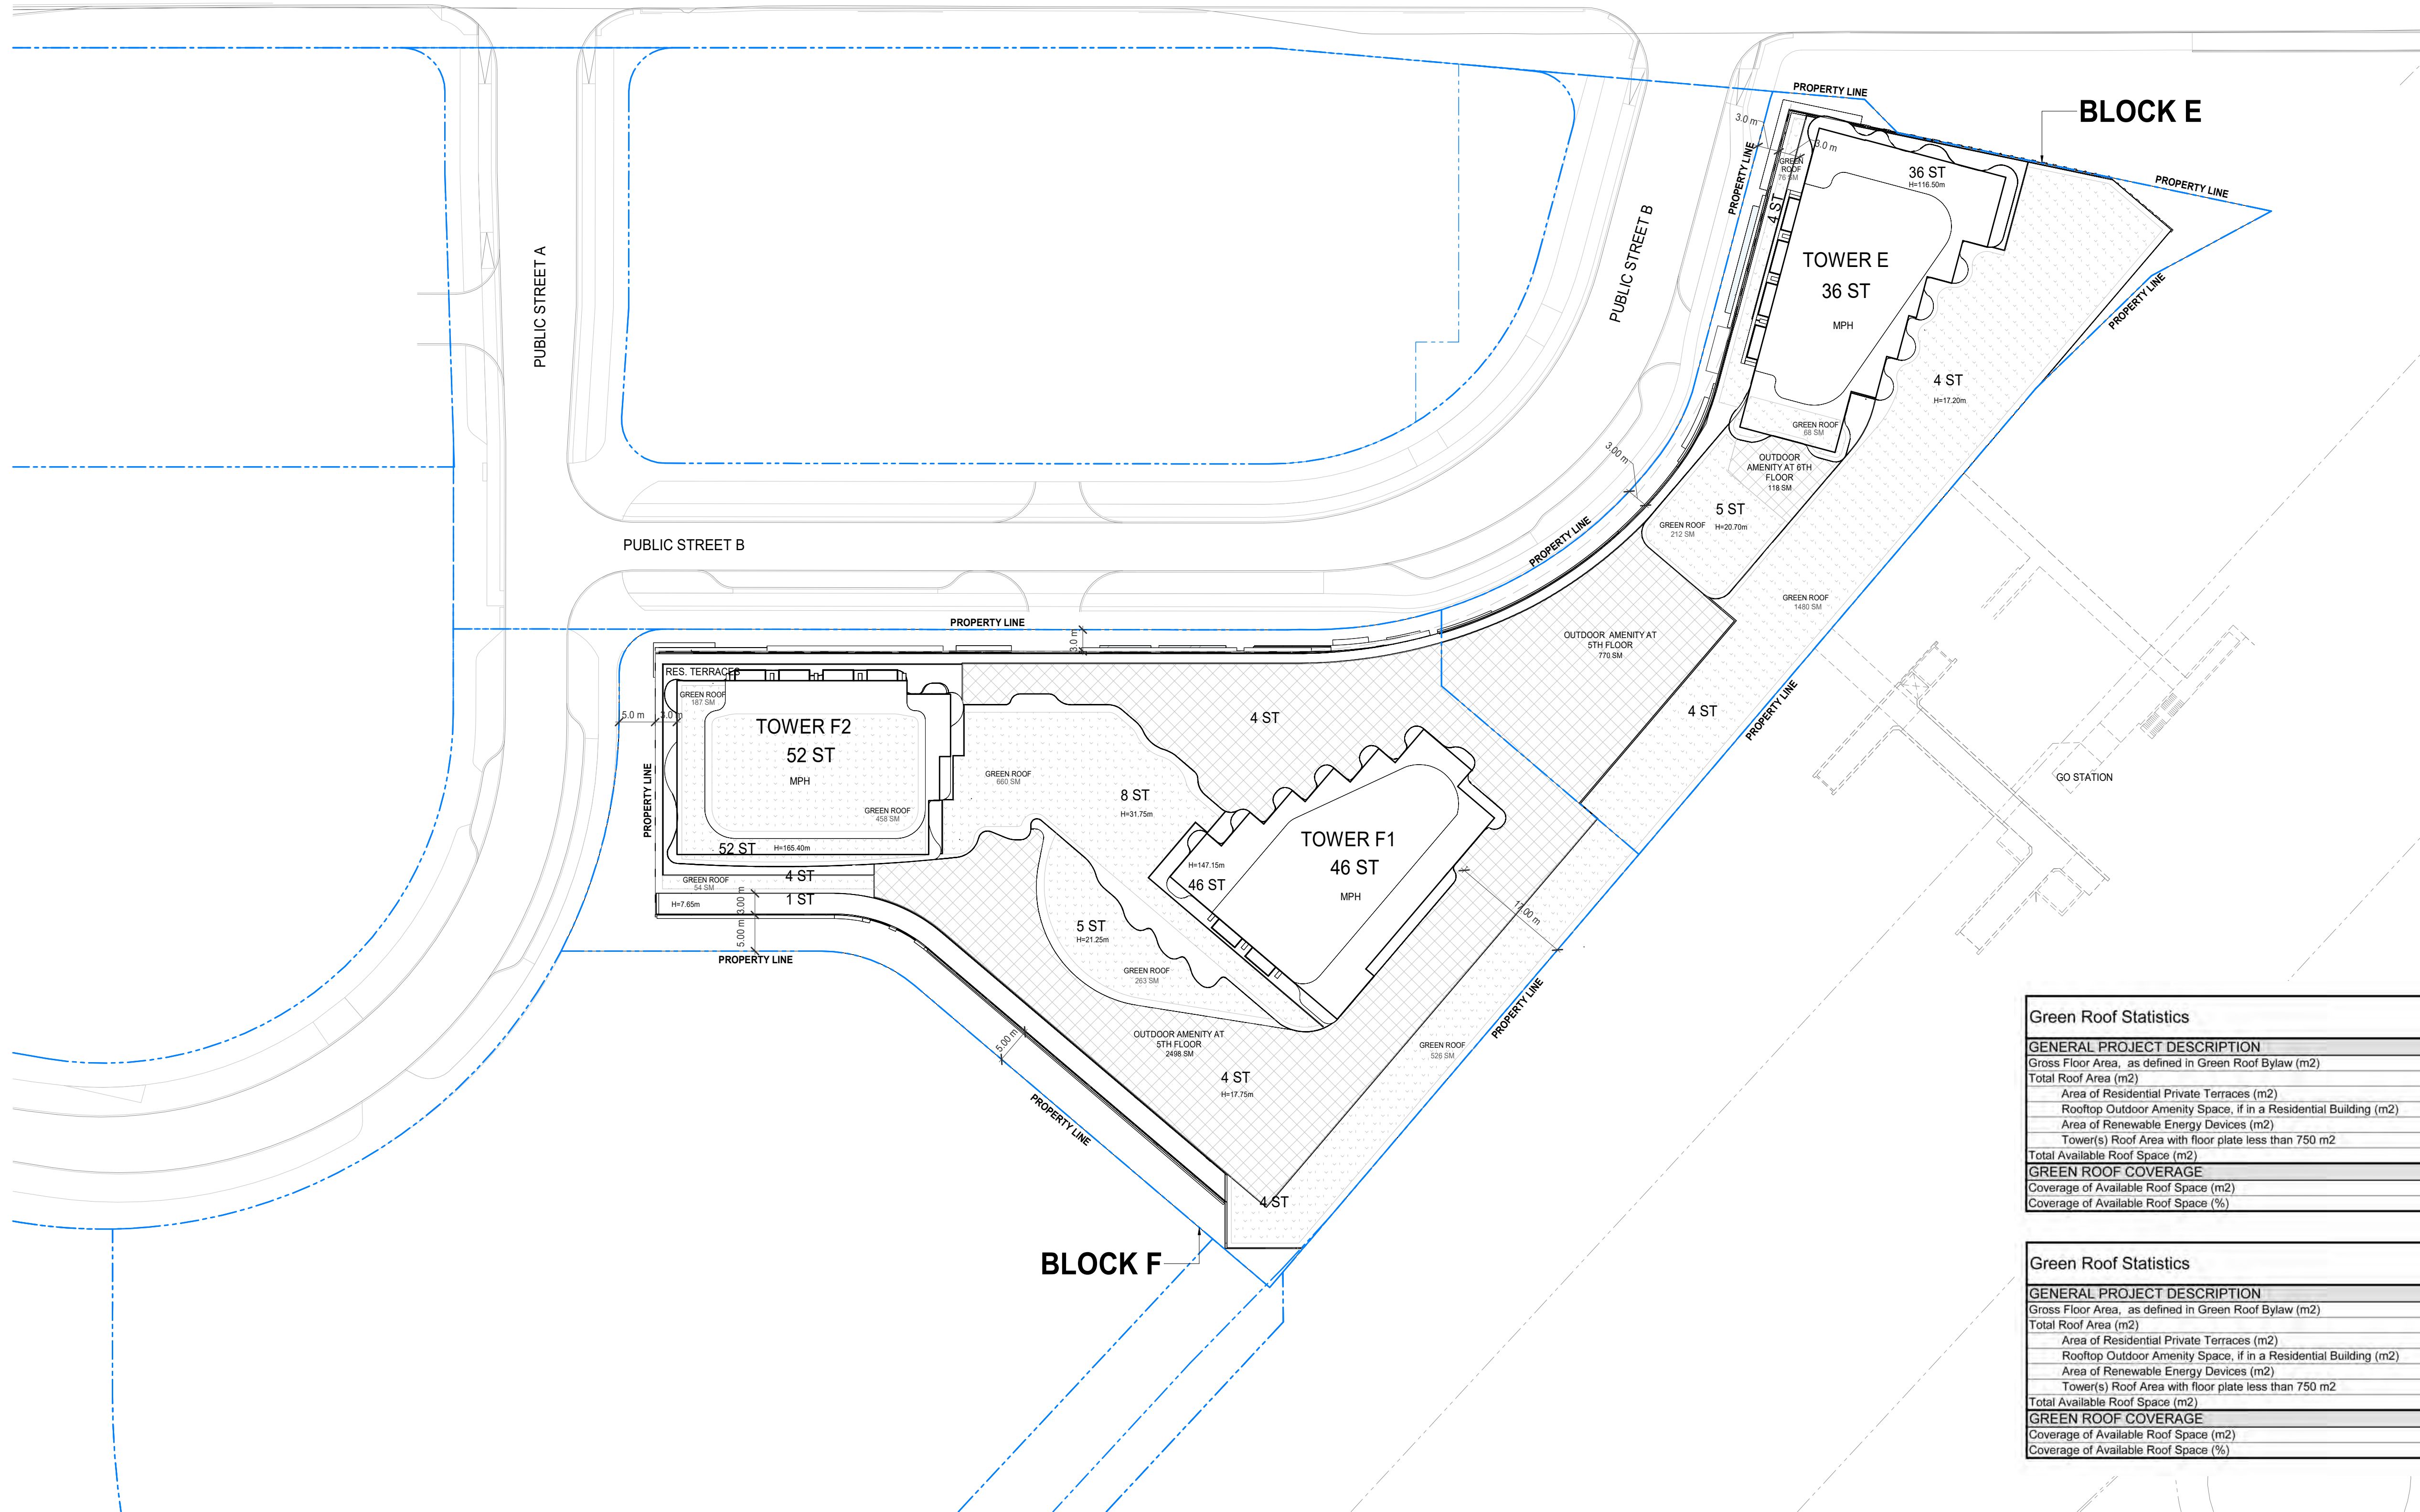 PROPERTY LINE
BLOCK E
3.0 m
3.0 m
PROPERTY LINE
GREEN
ROOF
76 SM
36 ST
H=116.50m
PROPERTY LINE
4 ST
PUBLIC STREET A
PUBLIC STREET B
TOWER E
36 ST
MPH
PROPERTY LINE
4 ST
H=17.20m
GREEN ROOF
68 SM
3.00 m
OUTDOOR
AMENITY AT 6TH
FLOOR
118 SM
5 ST
H=20.70m
GREEN ROOF
212 SM
PUBLIC STREET B
PROPERTY LINE
GREEN ROOF
1480 SM
PROPERTY LINE
3.0 m
OUTDOOR AMENITY AT
5TH FLOOR
770 SM
RES. TERRACES
GREEN ROOF
187 SM
5.0 m
3.0 m
TOWER F2
52 ST
MPH
4 ST
4 ST
PROPERTY LINE
GREEN ROOF
660 SM
GO STATION
8 ST
H=31.75m
PROPERTY LINE
GREEN ROOF
458 SM
TOWER F1
46 ST
MPH
52 ST
H=165.40m
H=147.15m
46 ST
GREEN ROOF
54 SM
4 ST
1 ST
H=7.65m
3.00 m
5.00 m
17.00 m
5 ST
H=21.25m
PROPERTY LINE
GREEN ROOF
263 SM
PROPERTY LINE
5.00 m
OUTDOOR AMENITY AT
5TH FLOOR
2498 SM
GREEN ROOF
526 SM
4 ST
H=17.75m
PROPERTY LINE
4 ST
BLOCK F
Green Roof Statistics
GENERAL PROJECT DESCRIPTION
Gross Floor Area, as defined in Green Roof Bylaw (m2)
Total Roof Area (m2)
Area of Residential Private Terraces (m2)
Rooftop Outdoor Amenity Space, if in a Residential Building (m2)
Area of Renewable Energy Devices (m2)
Tower(s) Roof Area with floor plate less than 750 m2
Total Available Roof Space (m2)
GREEN ROOF COVERAGE
Coverage of Available Roof Space (m2)
Coverage of Available Roof Space (%)
Green Roof Statistics
GENERAL PROJECT DESCRIPTION
Gross Floor Area, as defined in Green Roof Bylaw (m2)
Total Roof Area (m2)
Area of Residential Private Terraces (m2)
Rooftop Outdoor Amenity Space, if in a Residential Building (m2)
Area of Renewable Energy Devices (m2)
Tower(s) Roof Area with floor plate less than 750 m2
Total Available Roof Space (m2)
GREEN ROOF COVERAGE
Coverage of Available Roof Space (m2)
Coverage of Available Roof Space (%)